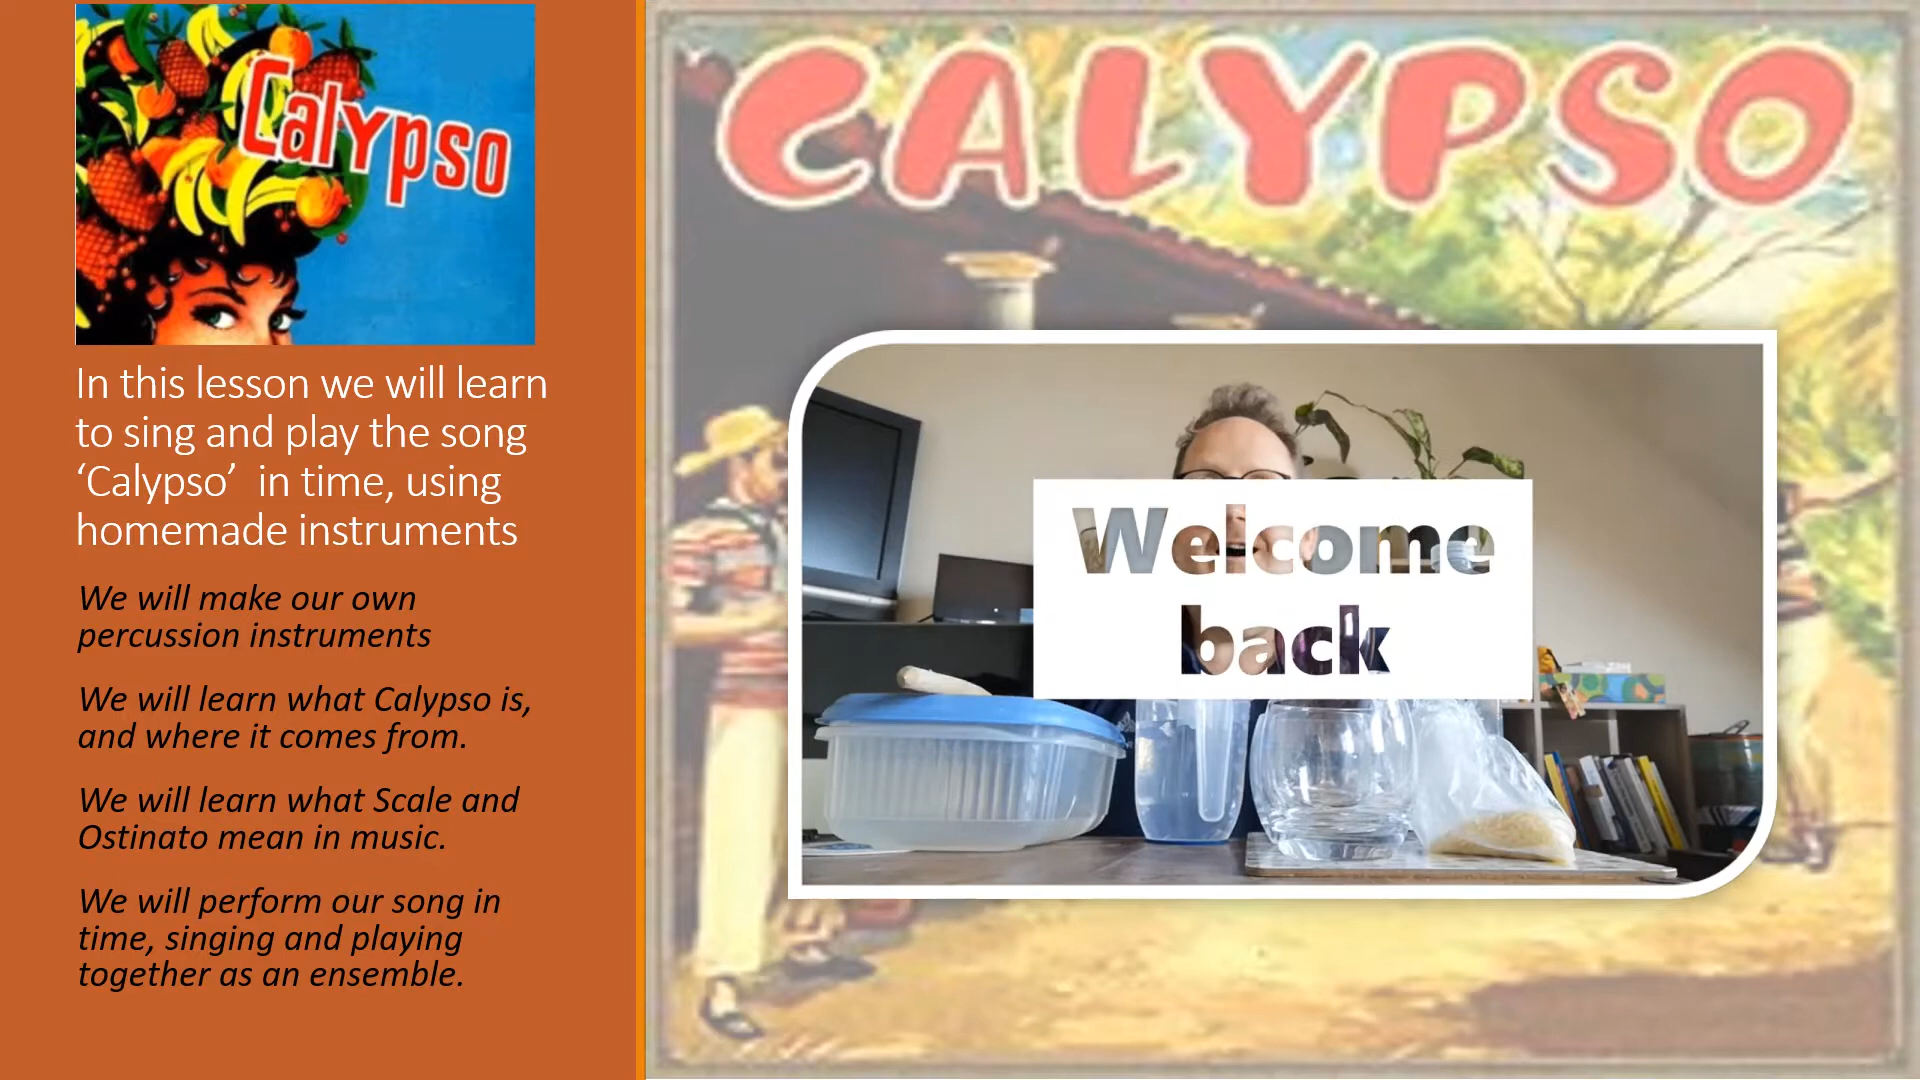 Calypso
In this lesson we will learn
to sing and play the song
‘Calypso’ in time, using
homemade instruments
We will make our own
percussion instruments
We will learn what Calypso is,
and where it comes from.
We will learn what Scale and
Ostinato mean in music.
We will perform our song in
time, singing and playing
together as an ensemble.
CALYPSO
Welcome
back